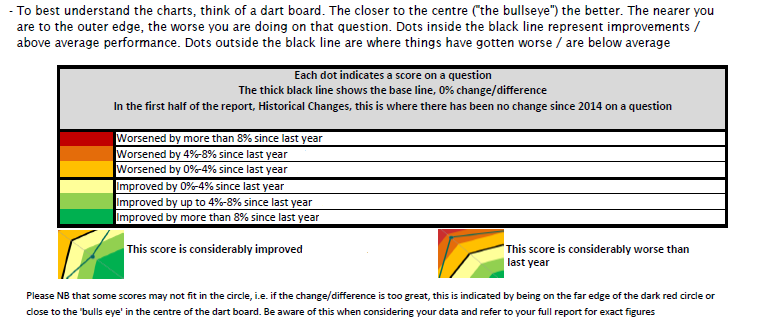 - To best understand the charts, think of a dart board. The closer to the centre ("the bullseye") the better. The nearer you
are to the outer edge, the worse you are doing on that question. Dots inside the black line represent improvements /
above average performance. Dots outside the black line are where things have gotten worse / are below average
Each dot indicates a score on a question
The thick black line shows the base line, 0% change/difference
In the first half of the report, Historical Changes, this is where there has been no change since 2014 on a question
Worsened by more than 8% since last year
Worsened by 4%-8% since last year
Worsened by 0%-4% since last year
Improved by 0%-4% since last year
Improved by up to 4%-8% since last year
Improved by more than 8% since last year
This score is considerably improved
This score is considerably worse than
last year
Please NB that some scores may not fit in the circle, i.e. if the change/difference is too great, this is indicated by being on the far edge of the dark red circle or
close to the 'bulls eye' in the centre of the dart board. Be aware of this when considering your data and refer to your full report for exact figures